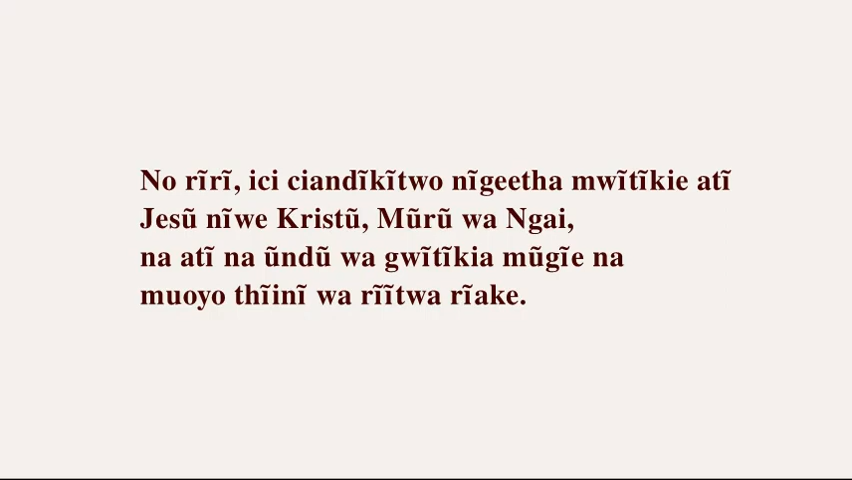 No rĩrĩ, ici ciandĩkĩtwo nĩgeetha mwĩtĩkie atĩ
Jesũ nĩwe Kristũ, Mũrũ wa Ngai,
na atĩ na ũndũ wa gwĩtĩkia mũgĩe na
muoyo thĩinĩ wa rĩĩtwa rĩake.